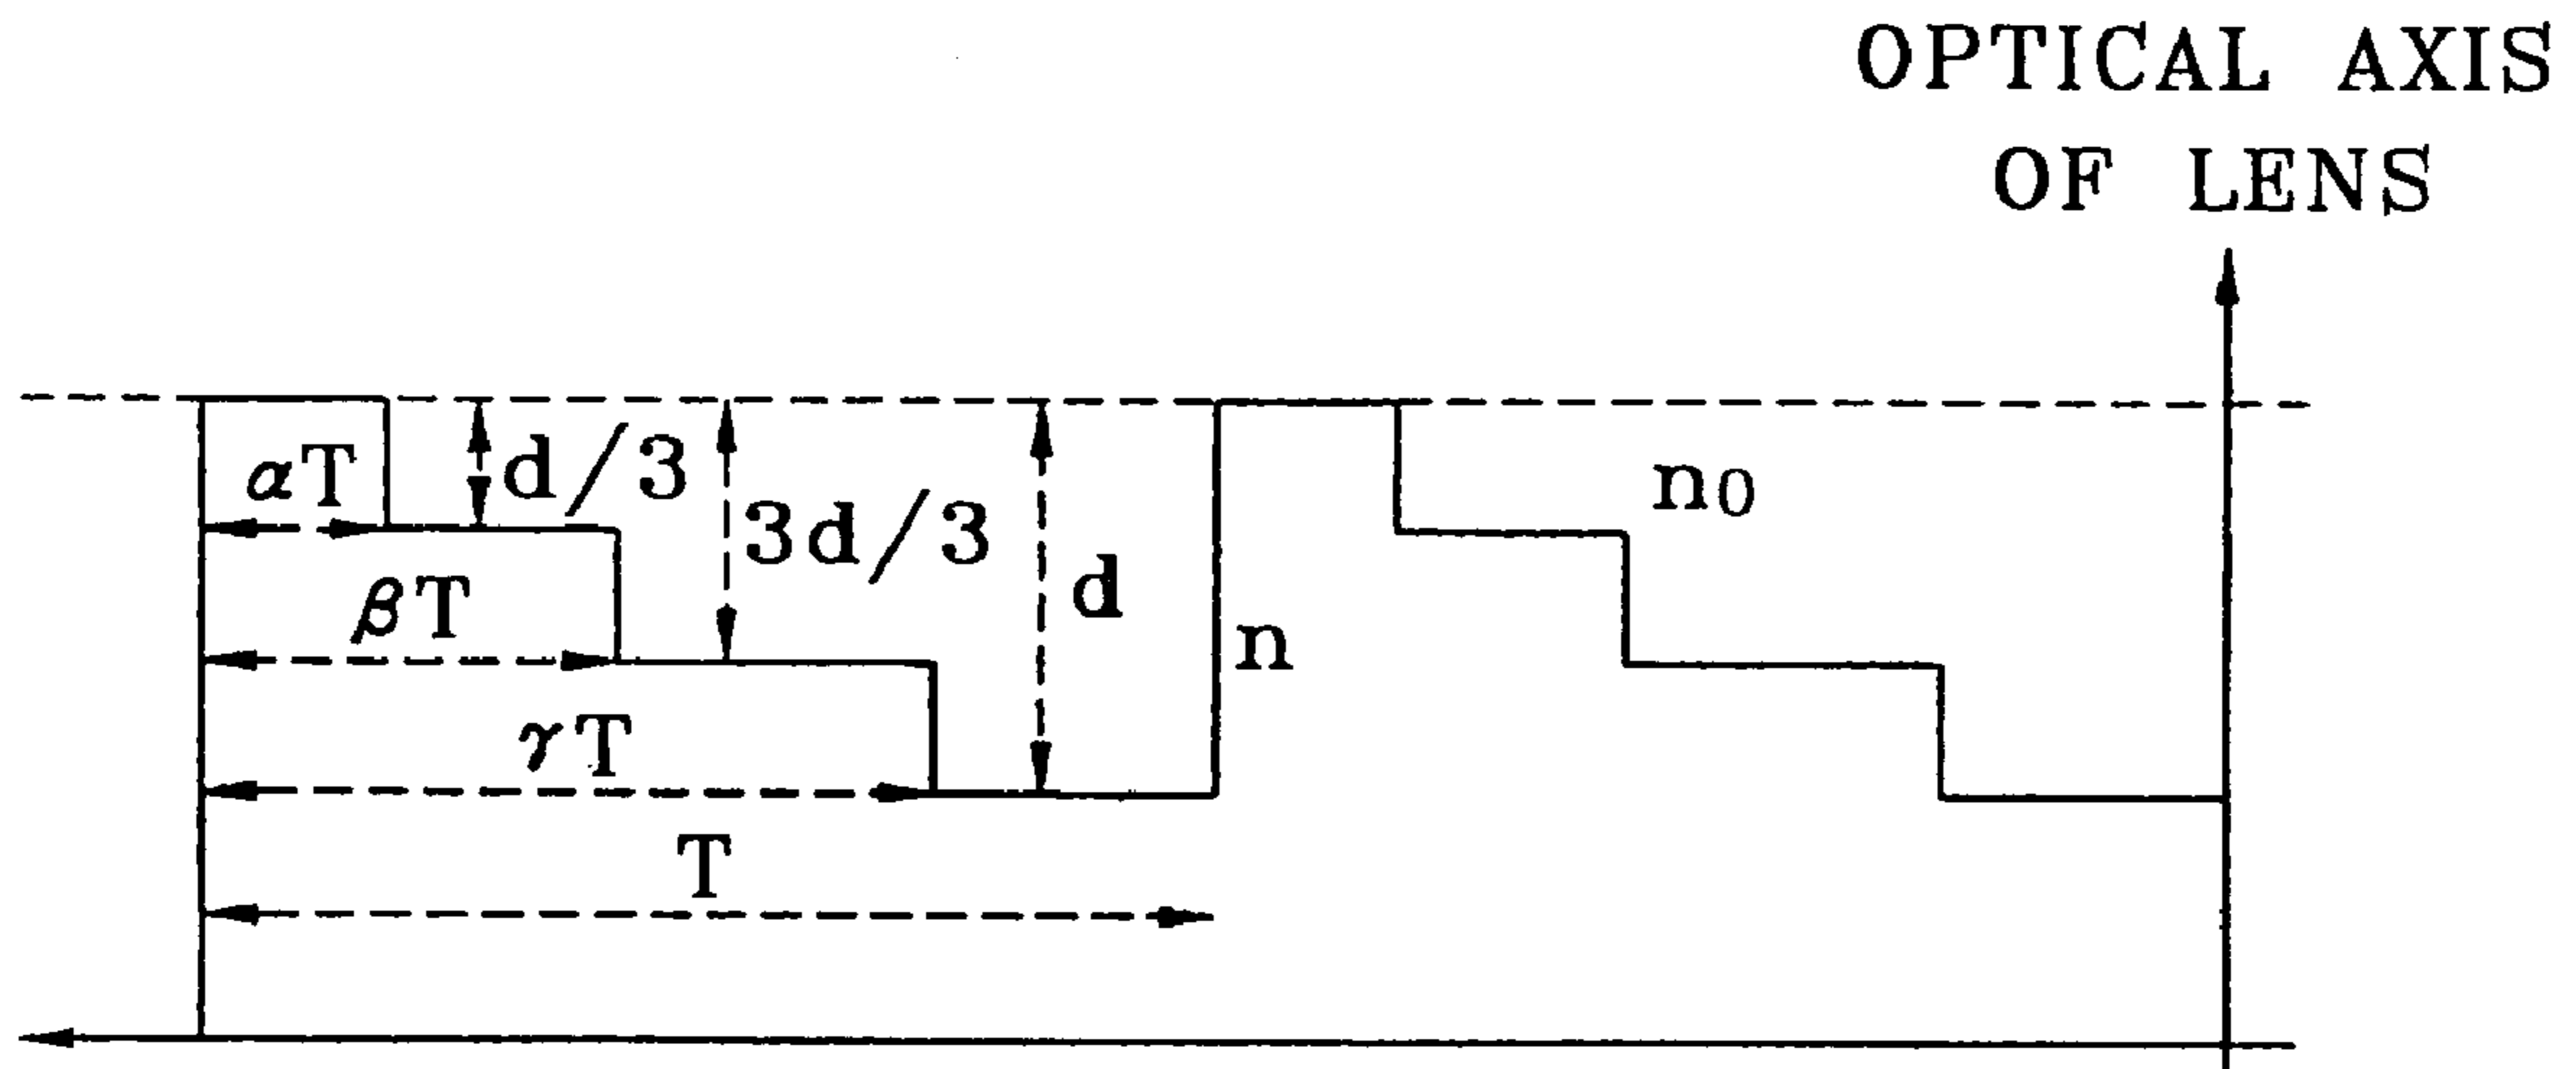 OPTICAL AXIS
OF LENS
αT
d/3
3d/3
d
n₀
βT
n
γT
T